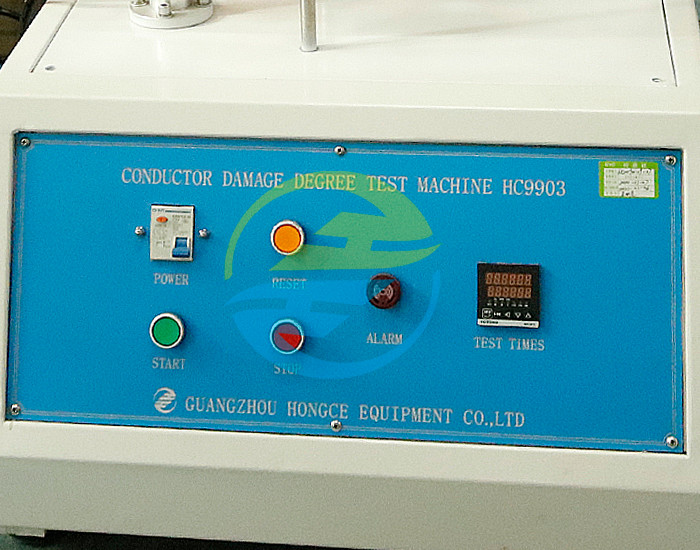 CONDUCTOR DAMAGE DEGREE TEST MACHINE HC9903
POWER
RESET
ALARM
TEST TIMES
START
STOP
GUANGZHOU HONGCE EQUIPMENT CO.,LTD